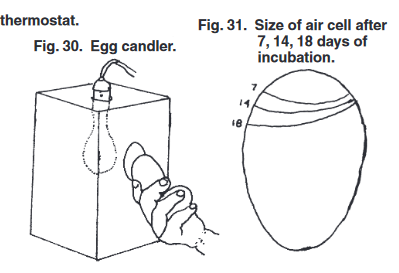 thermostat.
Fig. 30. Egg candler.
Fig. 31. Size of air cell after
7, 14, 18 days of
incubation.
7
14
18